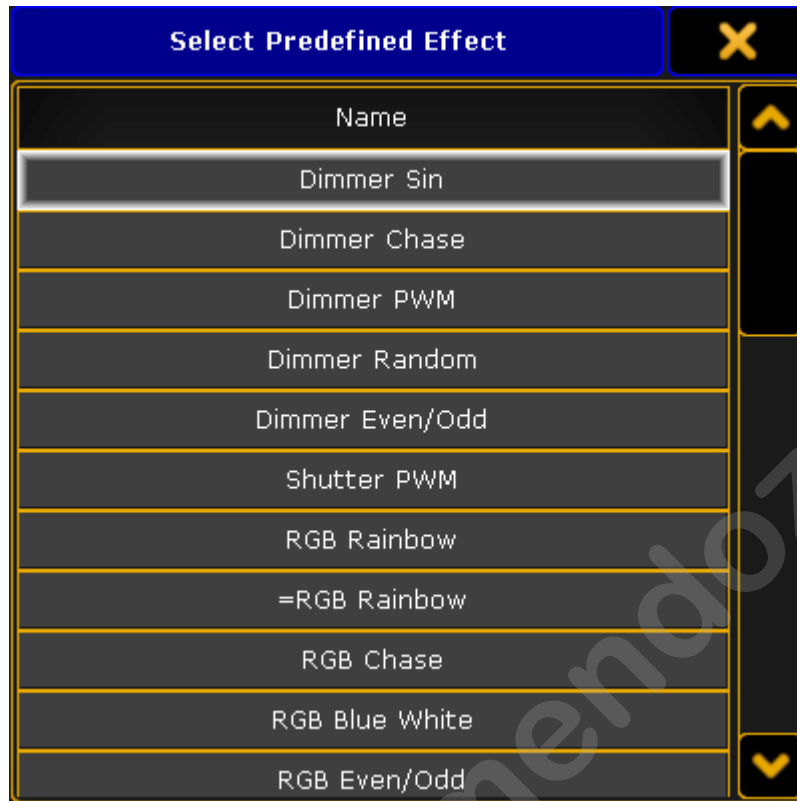 Select Predefined Effect
Name
Dimmer Sin
Dimmer Chase
Dimmer PWM
Dimmer Random
Dimmer Even/Odd
Shutter PWM
RGB Rainbow
=RGB Rainbow
RGB Chase
RGB Blue White
RGB Even/Odd